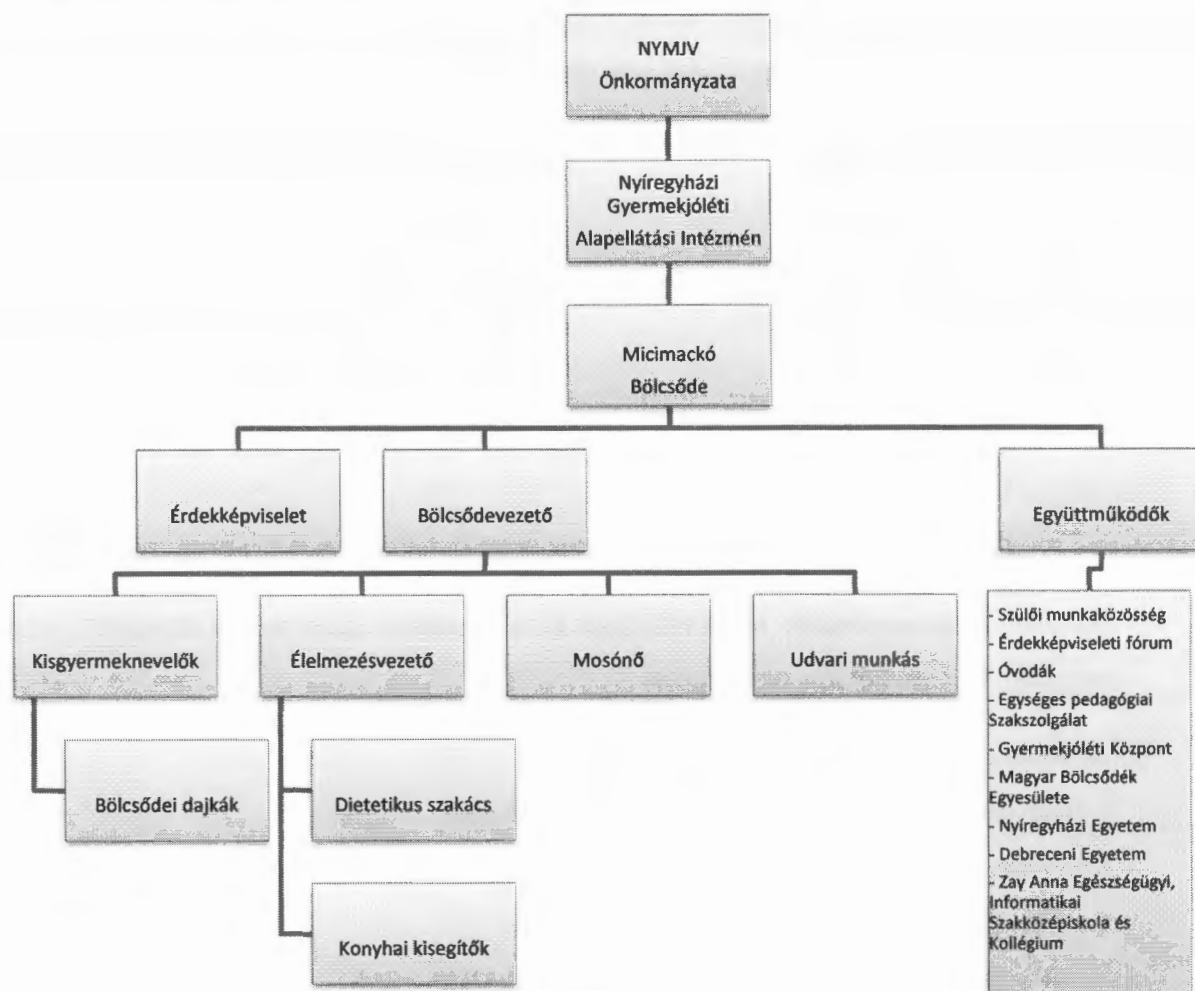 NYMJV
Önkormányzata
Nyíregyházi
Gyermekjóléti
Alapellátási Intézmén
Micimackó
Bölcsőde
Érdekképviselet
Bölcsődevezető
Együttműködők
Kisgyermeknevelők
Élelmezésvezető
Mosónő
Udvari munkás
Bölcsődei dajkák
Dietetikus szakács
Konyhai kisegítők
- Szülői munkaközösség
- Érdekképviseleti fórum
- Óvodák
- Egységes pedagógiai
Szakszolgálat
- Gyermekjóléti Központ
- Magyar Bölcsődék
Egyesülete
- Nyíregyházi Egyetem
- Debreceni Egyetem
- Zay Anna Egészségügyi,
Informatikai
Szakközépiskola és
Kollégium